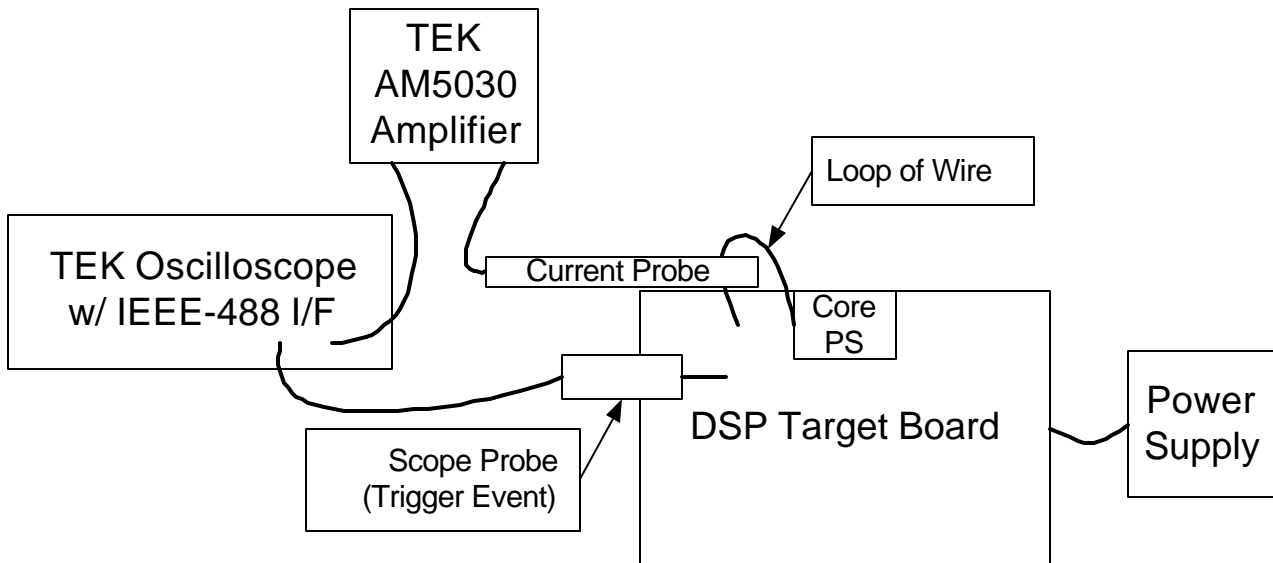 TEK
AM5030
Amplifier
Loop of Wire
TEK Oscilloscope
w/ IEEE-488 I/F
Current Probe
Core
PS
DSP Target Board
Power
Supply
Scope Probe
(Trigger Event)